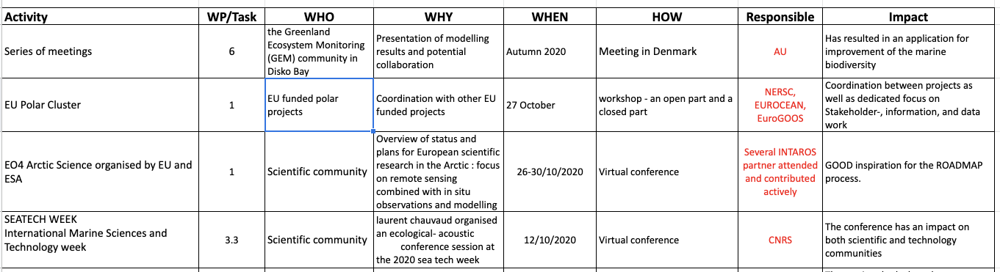 Activity WP/Task WHO WHY WHEN HOW Responsible Impact
Series of meetings
6
the Greenland
Ecosystem Monitoring
(GEM) community in
Disko Bay
Presentation of modelling
results and potential
collaboration
Autumn 2020
Meeting in Denmark
AU
Has resulted in an application for
improvement of the marine
biodiversity
EU Polar Cluster
1
EU funded polar
projects
Coordination with other EU
funded projects
27 October
workshop - an open part and a
closed part
NERSC,
EUROCEAN,
EuroGOOS
Coordination between projects as
well as dedicated focus on
Stakeholder-, information, and data
work
EO4 Arctic Science organised by EU and
ESA
1
Scientific community
Overview of status and
plans for European scientific
research in the Arctic : focus
on remote sensing
combined with in situ
observations and modelling
26-30/10/2020
Virtual conference
Several INTAROS
partner attended
and contributed
actively
GOOD inspiration for the ROADMAP
process.
SEATECH WEEK
International Marine Sciences and
Technology week
3.3
Scientific community
laurent chauvaud organised
an ecological- acoustic
conference session at
the 2020 sea tech week
12/10/2020
Virtual conference
CNRS
The conference has an impact on
both scientific and technology
communities